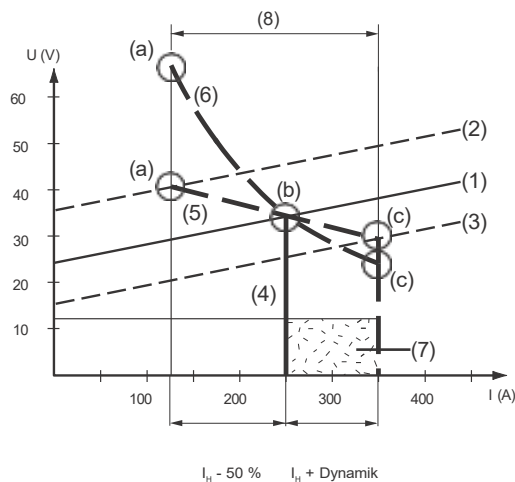 (8)
(a)
U (V)
(6)
60
(2)
50
(a)
(1)
40
(b)
(5)
(c)
(3)
30
20
(4)
(c)
10
(7)
100
200
300
400
I (A)
I_H - 50 %
I_H + Dynamik